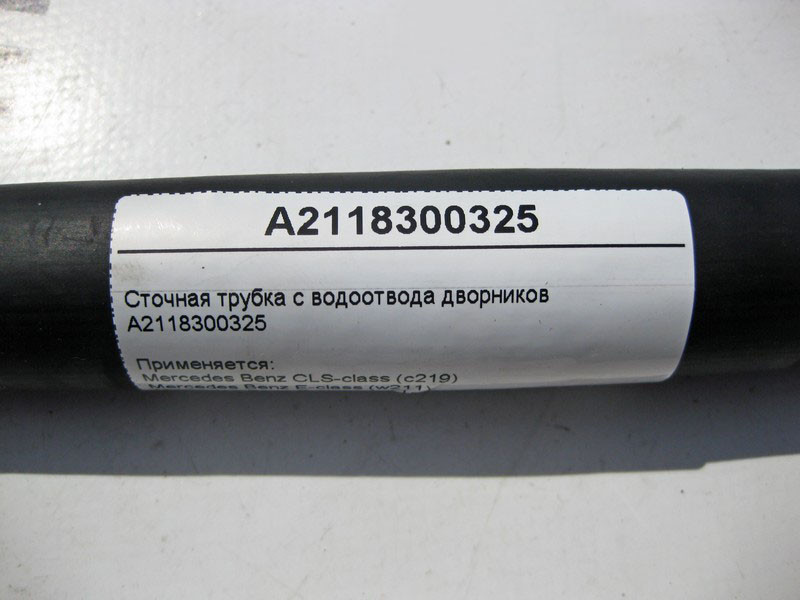 A2118300325
Сточная трубка с водоотвода дворников
A2118300325
Применяется:
Mercedes Benz CLS-class (c219)
Mercedes Benz E-class (w211)